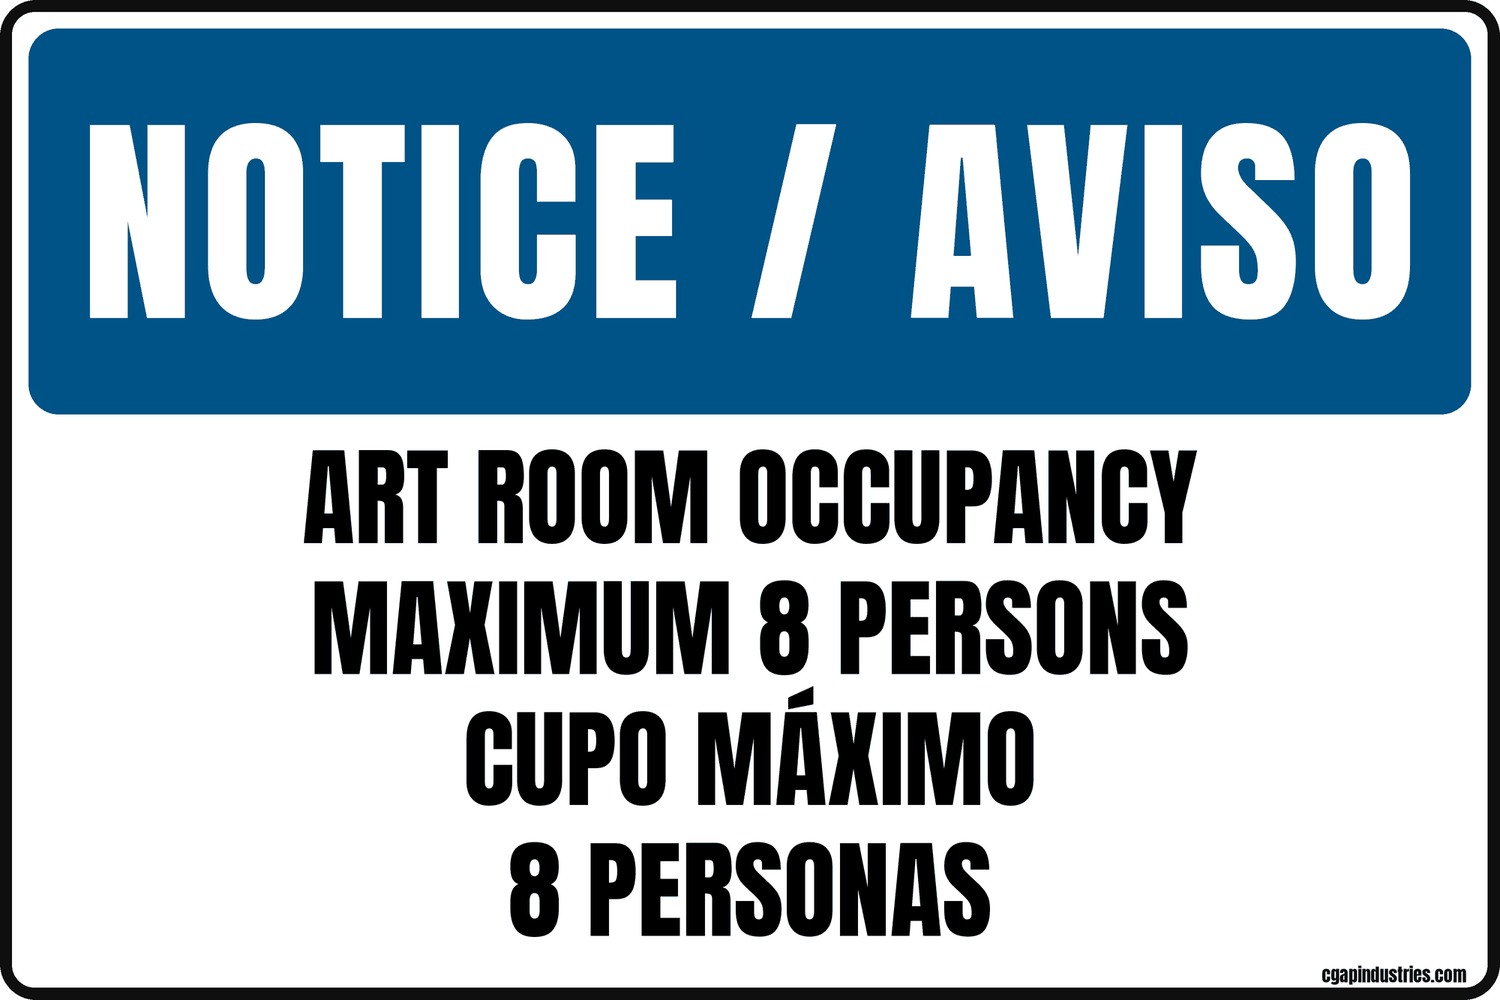 NOTICE / AVISO
ART ROOM OCCUPANCY
MAXIMUM 8 PERSONS
CUPO MÁXIMO
8 PERSONAS
cgapindustries.com